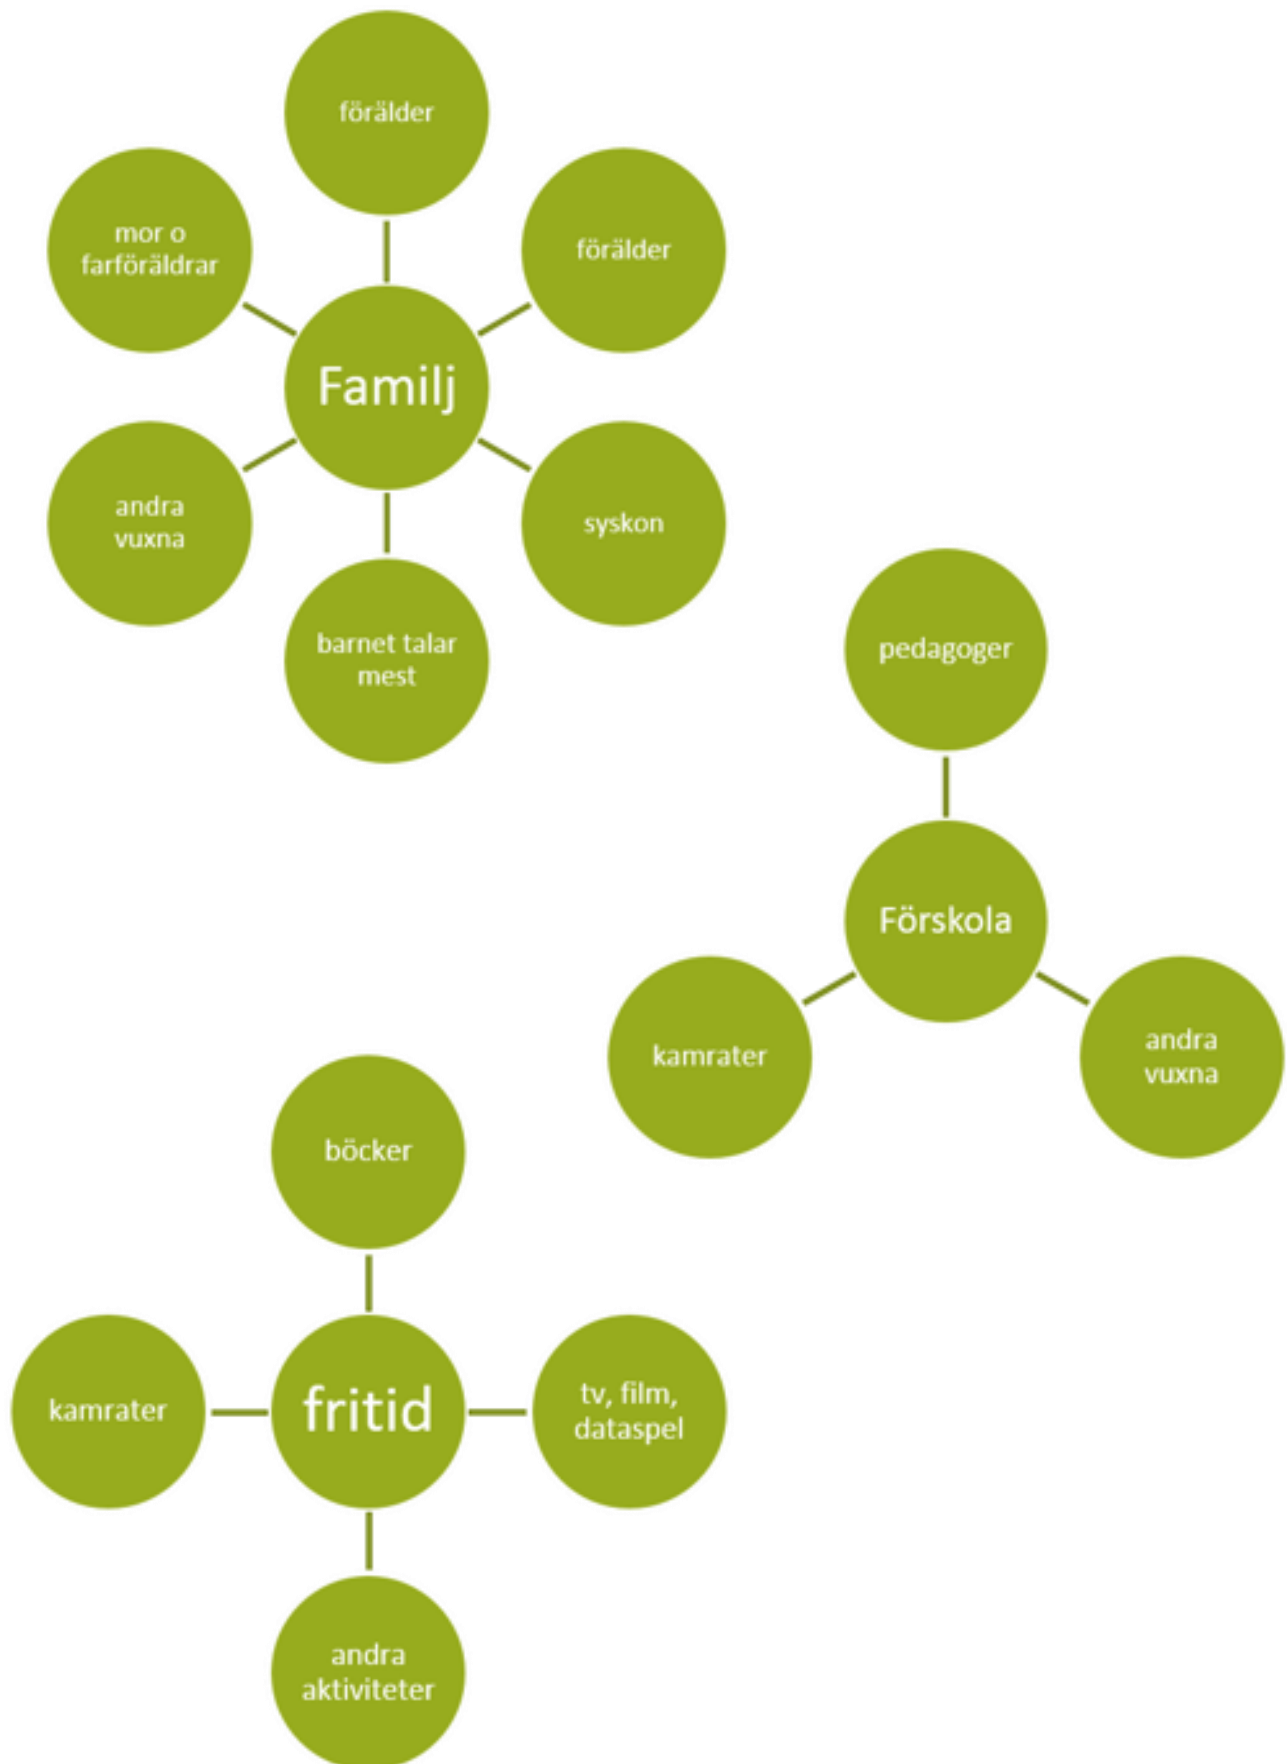 förälder
mor o
farföräldrar
förälder
Familj
andra
vuxna
syskon
barnet talar
mest
pedagoger
Förskola
kamrater
andra
vuxna
böcker
kamrater
fritid
tv, film,
dataspel
andra
aktiviteter